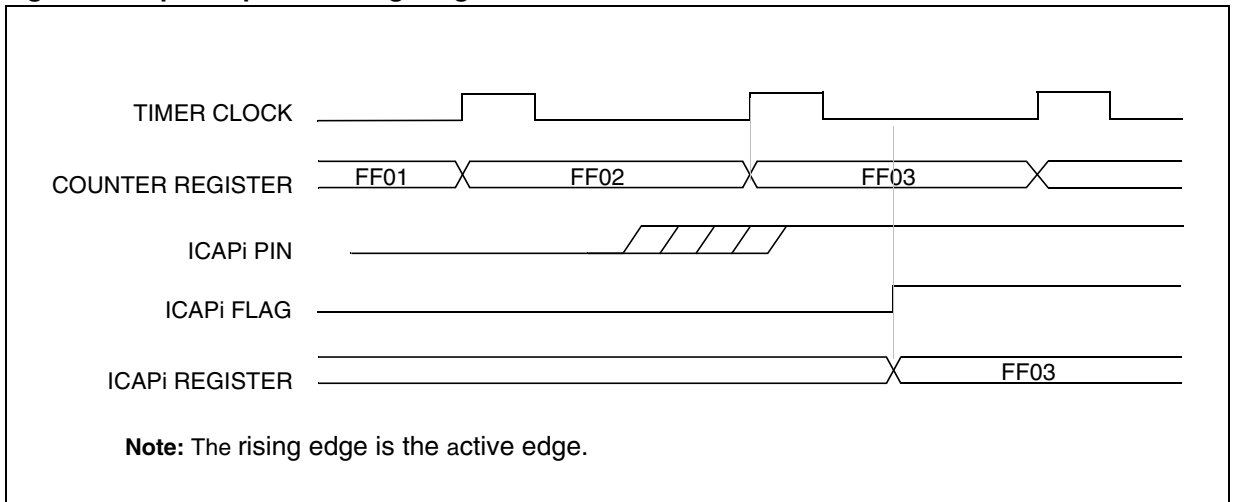 TIMER CLOCK
COUNTER REGISTER FF01 FF02 FF03
ICAPi PIN
ICAPi FLAG
ICAPi REGISTER FF03
Note: The rising edge is the active edge.